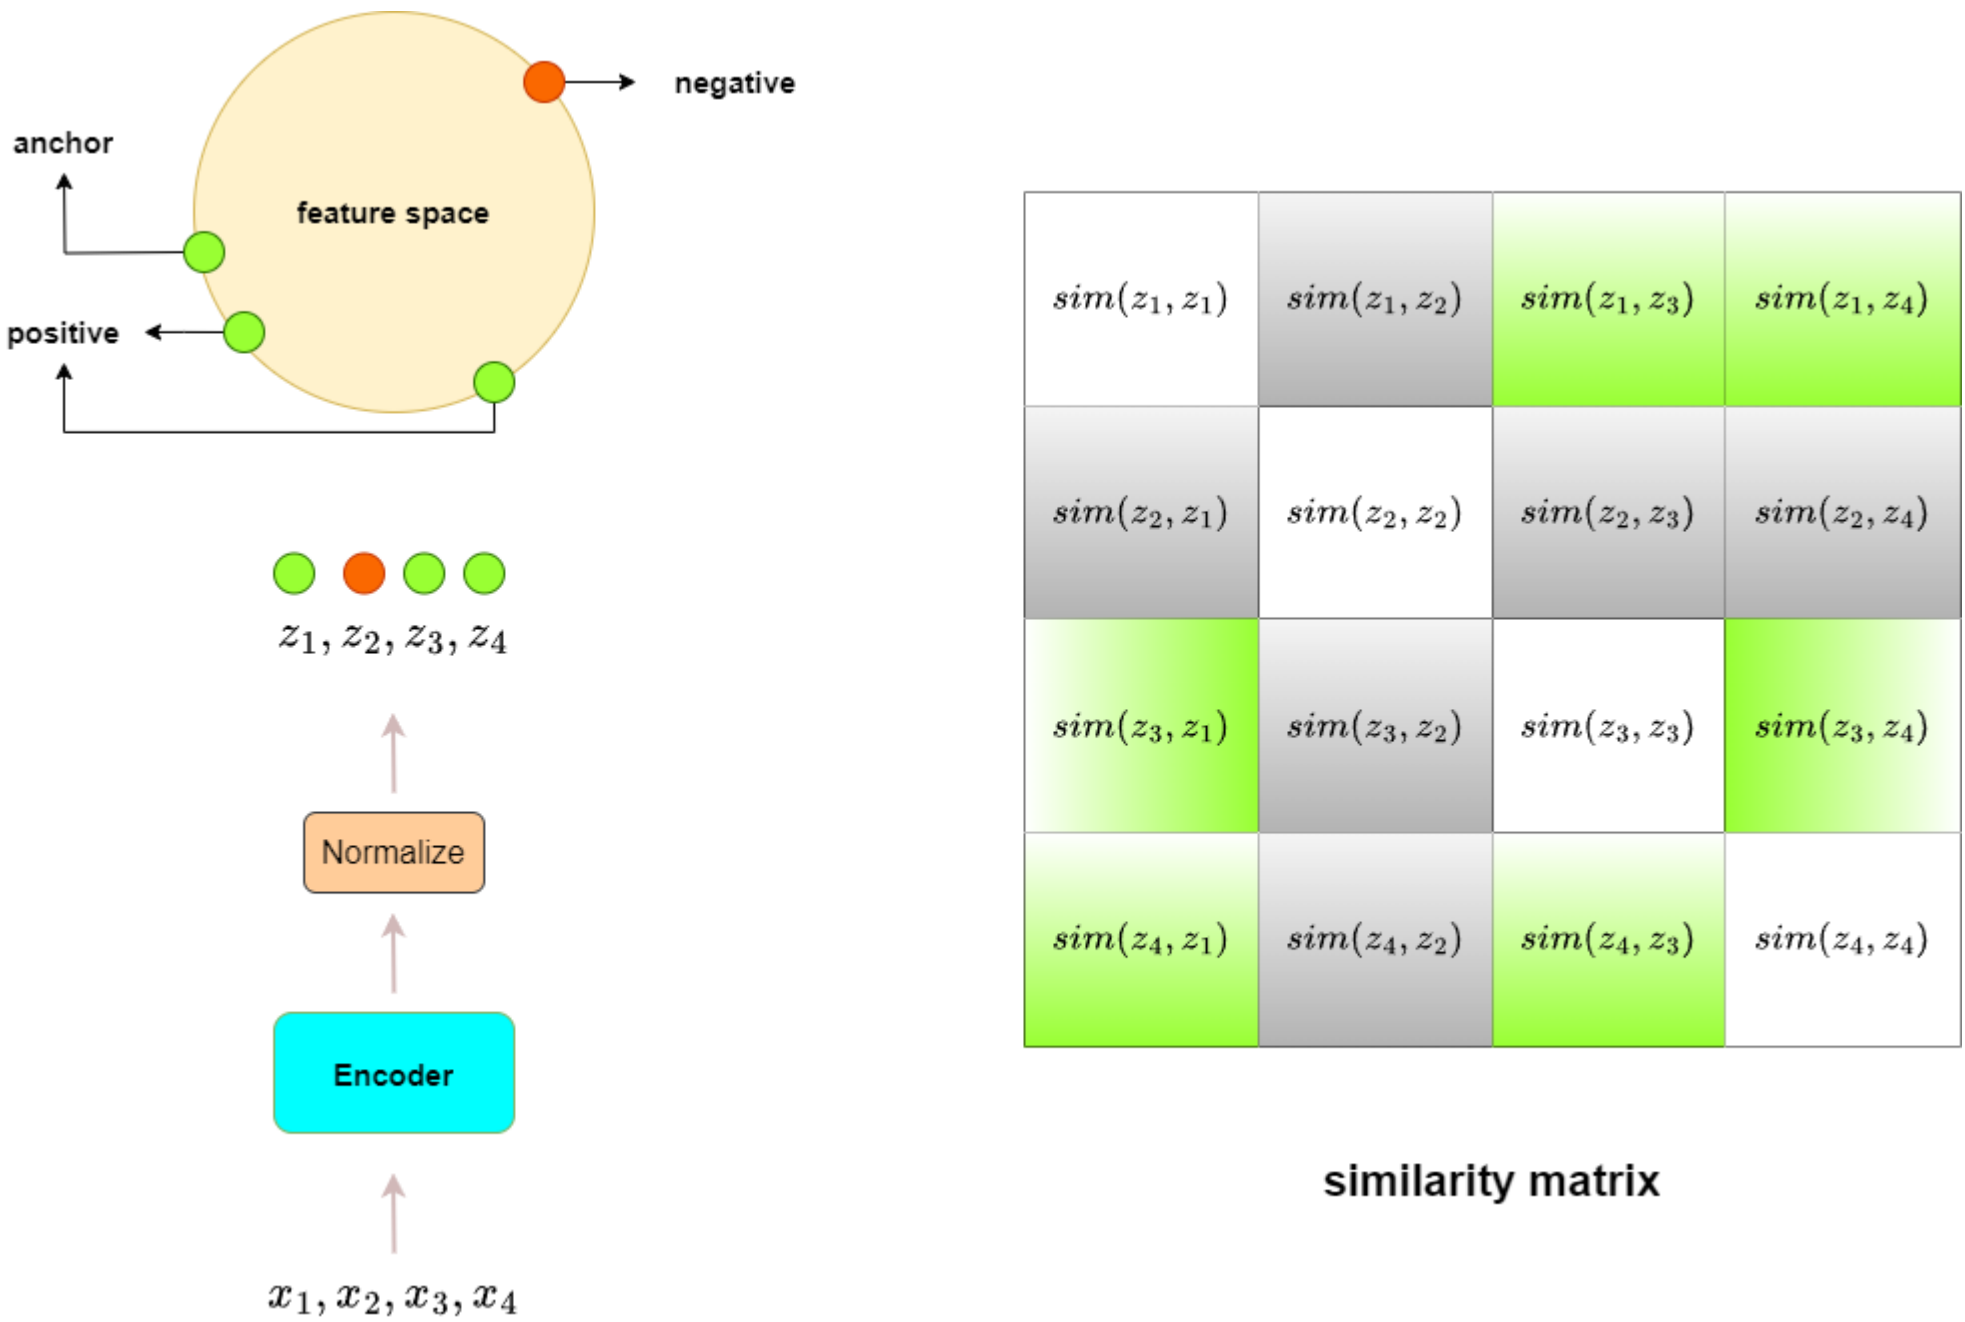 negative
anchor
feature space
positive
z₁, z₂, z₃, z₄
Normalize
Encoder
x₁, x₂, x₃, x₄
sim(z₁, z₁) sim(z₁, z₂) sim(z₁, z₃) sim(z₁, z₄)
sim(z₂, z₁) sim(z₂, z₂) sim(z₂, z₃) sim(z₂, z₄)
sim(z₃, z₁) sim(z₃, z₂) sim(z₃, z₃) sim(z₃, z₄)
sim(z₄, z₁) sim(z₄, z₂) sim(z₄, z₃) sim(z₄, z₄)
similarity matrix